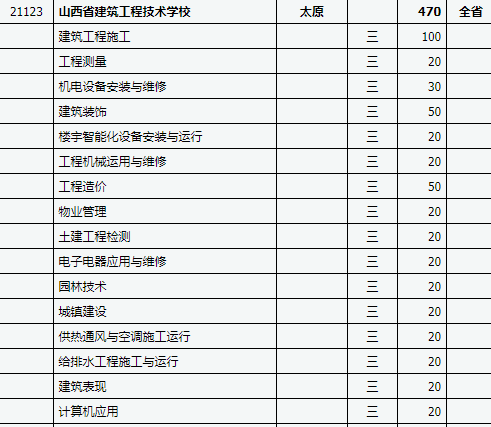 21123 山西省建筑工程技术学校 太原 470 全省
建筑工程施工 三 100
工程测量 三 20
机电设备安装与维修 三 30
建筑装饰 三 50
楼宇智能化设备安装与运行 三 20
工程机械运用与维修 三 20
工程造价 三 50
物业管理 三 20
土建工程检测 三 20
电子电器应用与维修 三 20
园林技术 三 20
城镇建设 三 20
供热通风与空调施工运行 三 20
给排水工程施工与运行 三 20
建筑表现 三 20
计算机应用 三 20